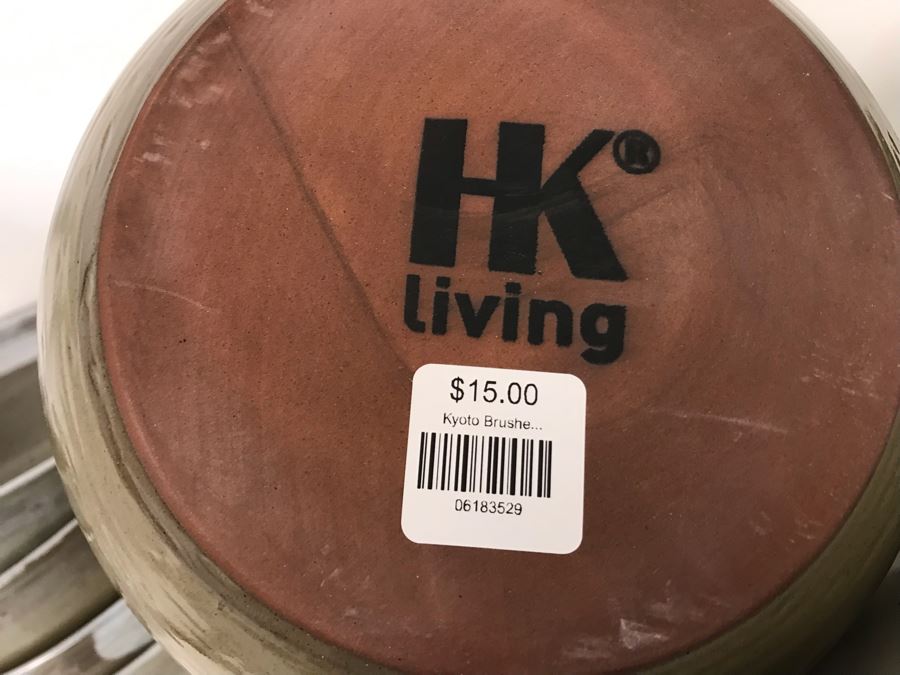 HK®
living
$15.00
Kyoto Brushe...
06183529